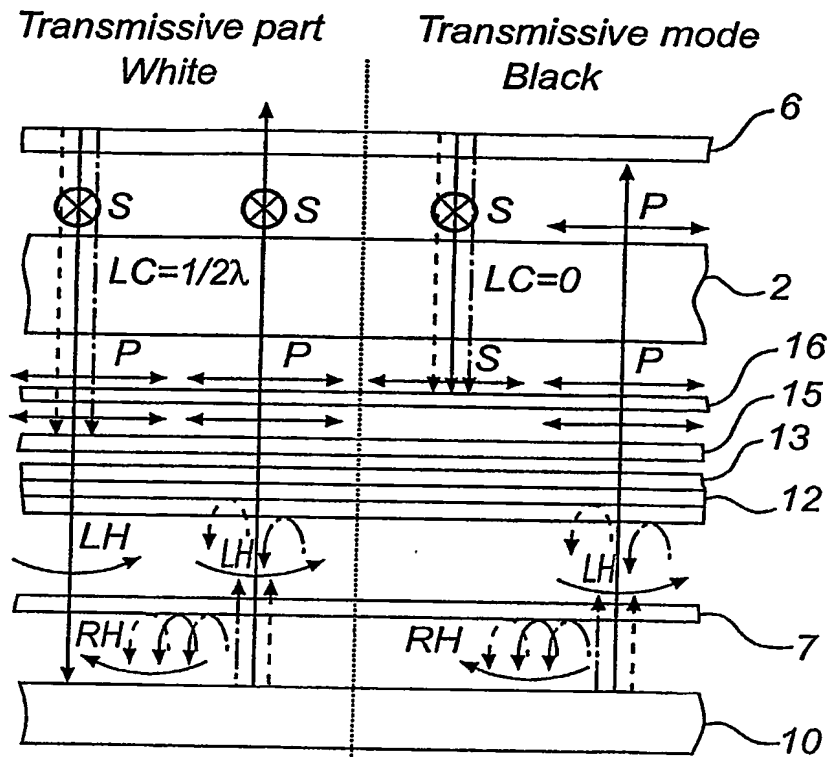 Transmissive part
White
Transmissive mode
Black
6
S
S
S
P
LC=1/2λ
LC=0
2
P
P
S
P
16
15
13
12
LH
LH
LH
RH
RH
7
10